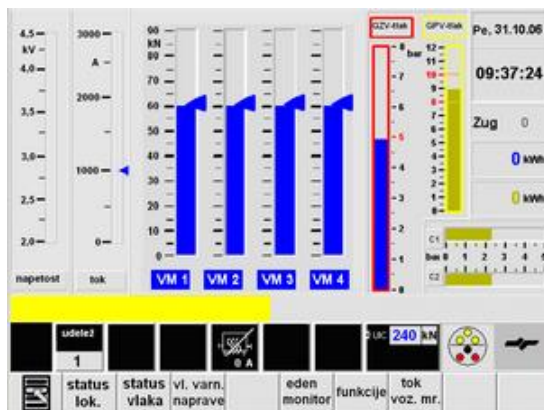 4.5
kV
4.0
3.5
3.0
2.5
2.0
napetost
3000
A
2000
1000
0
tok
90
kN
80
70
60
50
40
30
20
10
0
VM 1
VM 2
VM 3
VM 4
GZV-tlak
8
bar
7
6
5
4
3
2
1
0
GPV-tlak
12
11
10
9
8
7
6
5
4
3
2
1
0
Pe, 31.10.06
09:37:24
Zug 0
0 kWh
0 kWh
C1
bar 0 1 2 3 4 5
C2
udelež
1
0 A
UIC 240 kN
status lok.
status vlaka
vl. varn. naprave
eden monitor
funkcije
tok voz. mr.